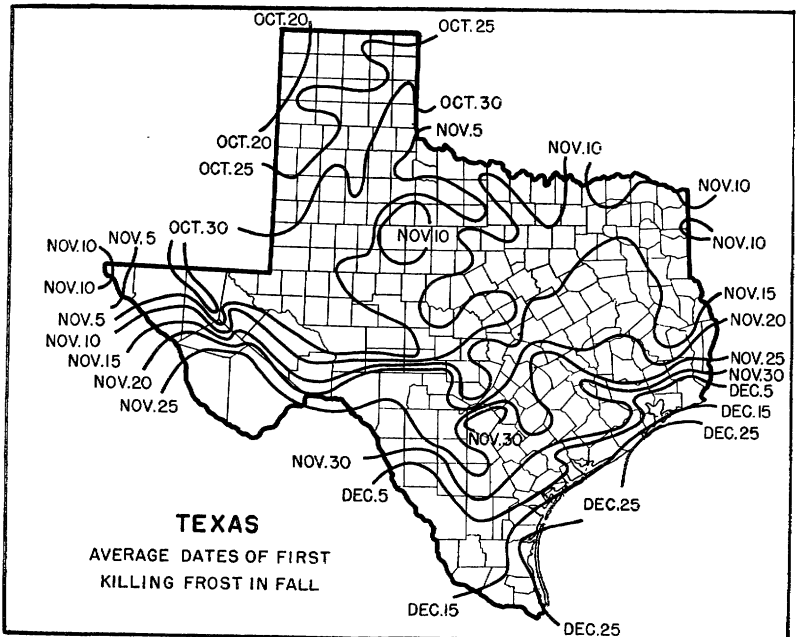 OCT.20
OCT.25
OCT.30
NOV.5
OCT.20
NOV.10
OCT.25
NOV.10
OCT.30
NOV.10
NOV.5
NOV.10
NOV.10
NOV.10
NOV.15
NOV.5
NOV.20
NOV.10
NOV.15
NOV.25
NOV.20
NOV.30
DEC.5
NOV.25
DEC.15
DEC.25
NOV.30
NOV.30
DEC.5
DEC.25
TEXAS
AVERAGE DATES OF FIRST
KILLING FROST IN FALL
DEC.15
DEC.25